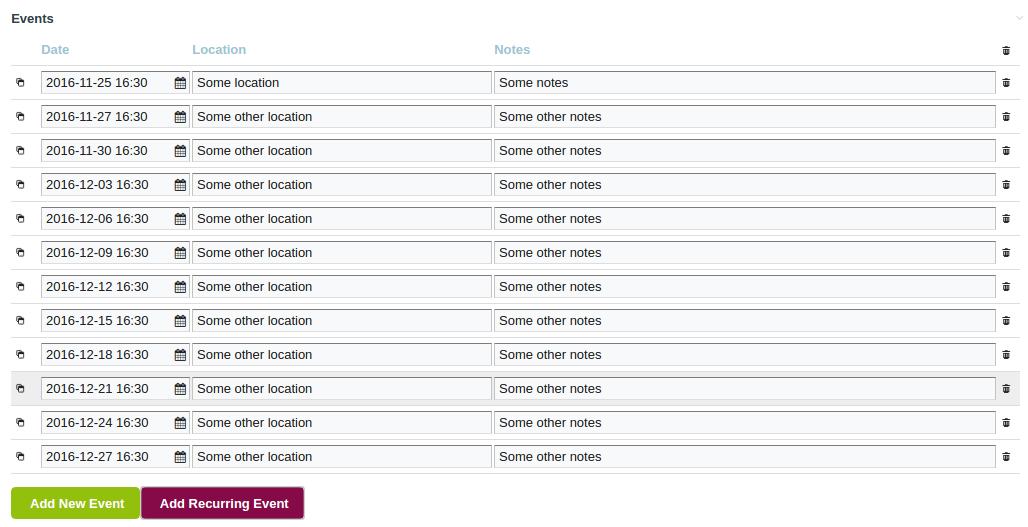 Events
Date Location Notes
2016-11-25 16:30 Some location Some notes
2016-11-27 16:30 Some other location Some other notes
2016-11-30 16:30 Some other location Some other notes
2016-12-03 16:30 Some other location Some other notes
2016-12-06 16:30 Some other location Some other notes
2016-12-09 16:30 Some other location Some other notes
2016-12-12 16:30 Some other location Some other notes
2016-12-15 16:30 Some other location Some other notes
2016-12-18 16:30 Some other location Some other notes
2016-12-21 16:30 Some other location Some other notes
2016-12-24 16:30 Some other location Some other notes
2016-12-27 16:30 Some other location Some other notes
Add New Event Add Recurring Event